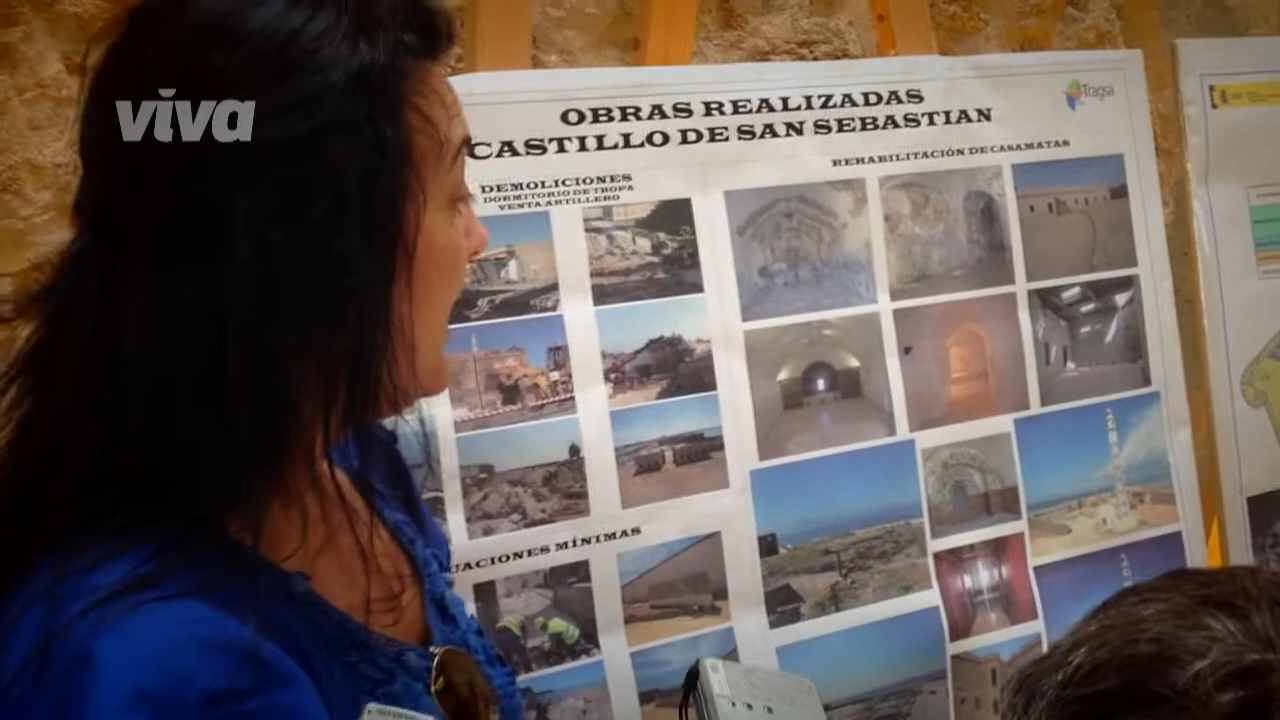 viva
OBRAS REALIZADAS
CASTILLO DE SAN SEBASTIAN
Tragsa
DEMOLICIONES
DORMITORIO DE TROPA
VENTA ARTILLERO
REHABILITACIÓN DE CASAMATAS
UACIONES MÍNIMAS